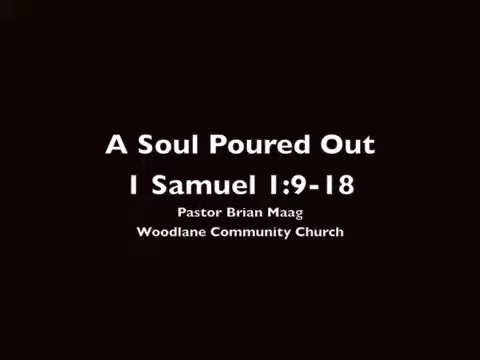 A Soul Poured Out
1 Samuel 1:9-18
Pastor Brian Maag
Woodlane Community Church